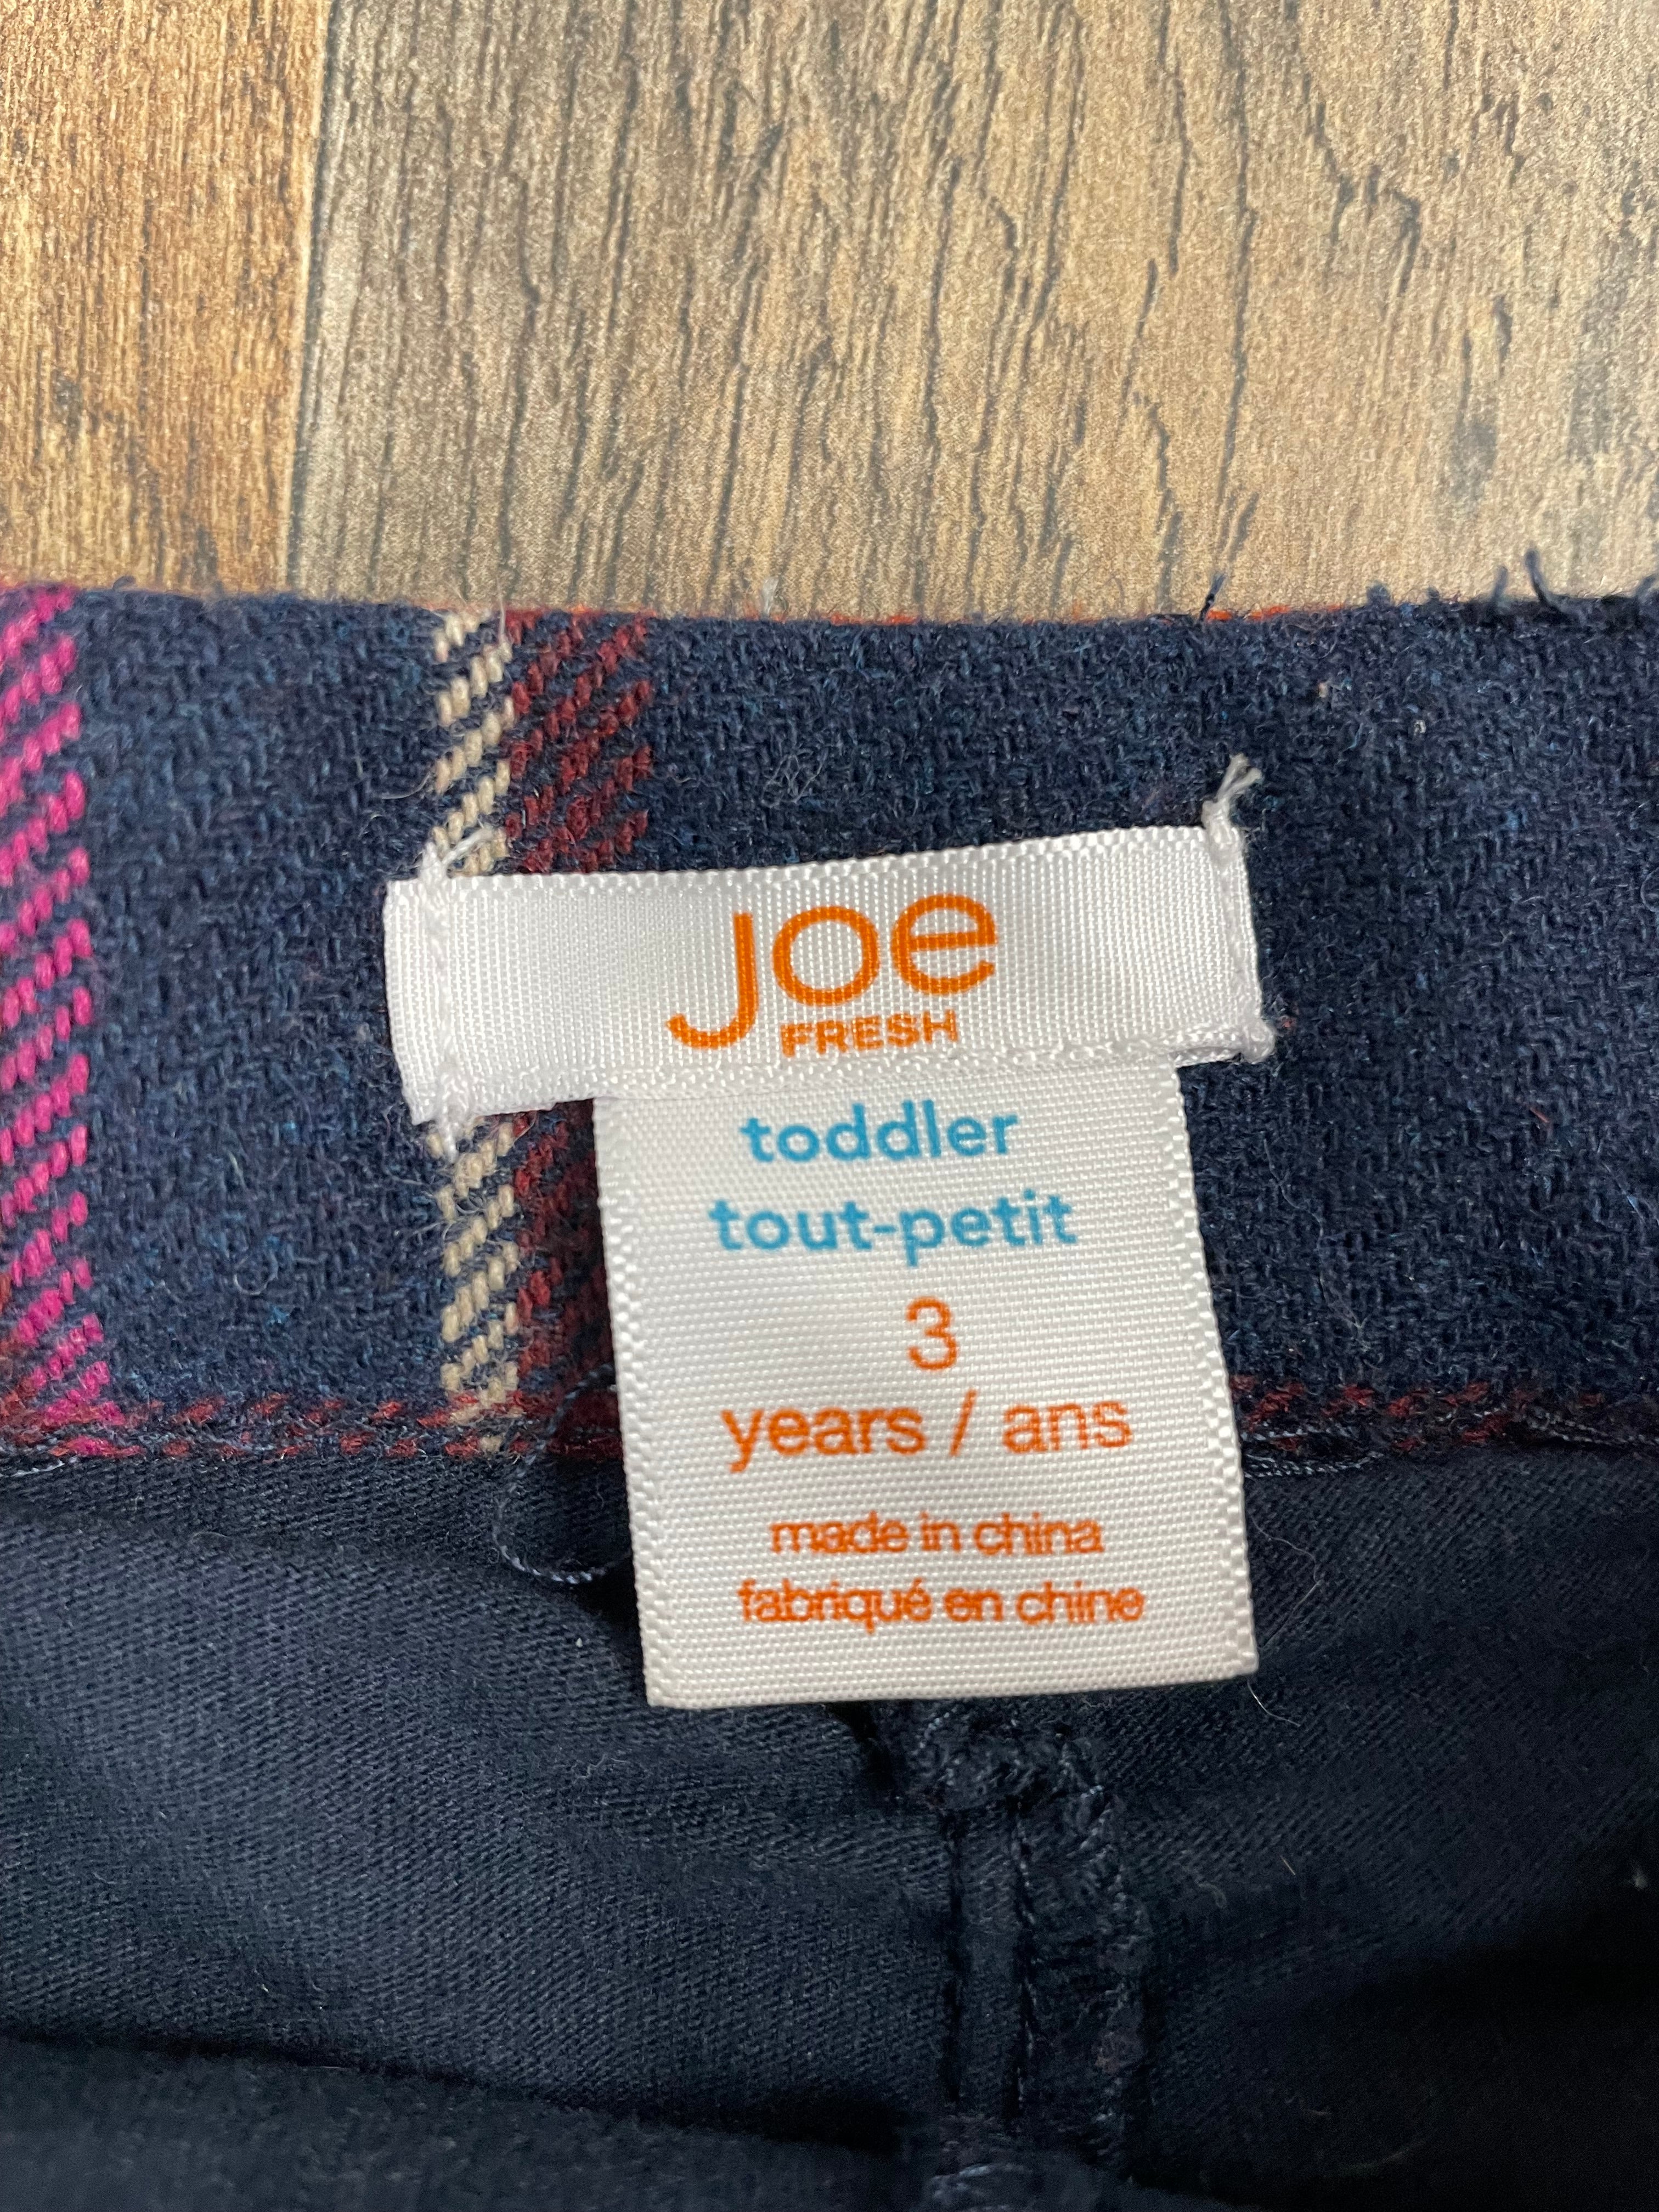 joe
FRESH
toddler
tout-petit
3
years / ans
made in china
fabriqué en chine